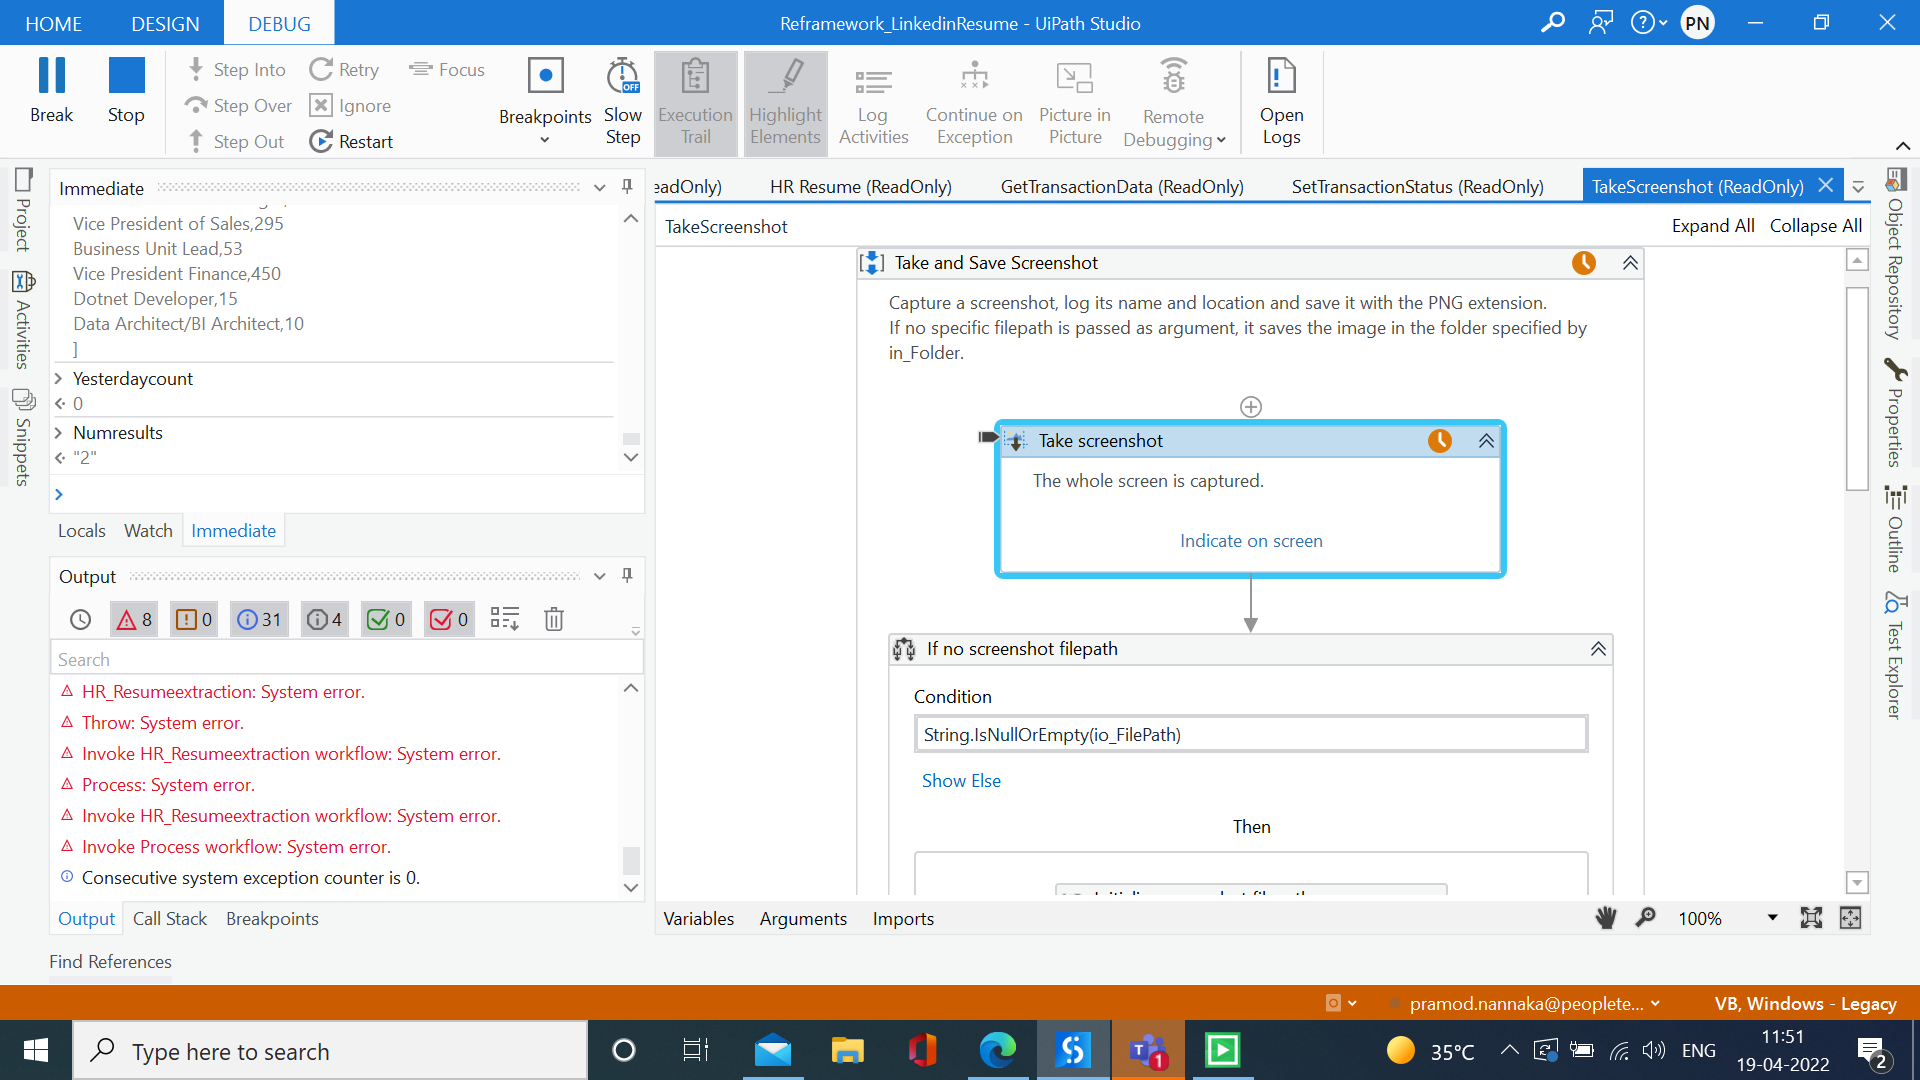 HOME
DESIGN
DEBUG
Reframework_LinkedinResume - UiPath Studio
PN
Break
Stop
Step Into
Step Over
Step Out
Retry
Ignore
Restart
Focus
Breakpoints
Slow Step
OFF
Execution Trail
Highlight Elements
Log Activities
Continue on Exception
Picture in Picture
Remote Debugging
Open Logs
Project
Activities
Snippets
Immediate
Vice President of Sales,295
Business Unit Lead,53
Vice President Finance,450
Dotnet Developer,15
Data Architect/BI Architect,10
]
Yesterdaycount
0
Numresults
"2"
Locals
Watch
Immediate
Output
8
0
31
4
0
0
Search
HR_Resumeextraction: System error.
Throw: System error.
Invoke HR_Resumeextraction workflow: System error.
Process: System error.
Invoke HR_Resumeextraction workflow: System error.
Invoke Process workflow: System error.
Consecutive system exception counter is 0.
Output
Call Stack
Breakpoints
Find References
eadOnly)
HR Resume (ReadOnly)
GetTransactionData (ReadOnly)
SetTransactionStatus (ReadOnly)
TakeScreenshot (ReadOnly)
TakeScreenshot
Expand All
Collapse All
Take and Save Screenshot
Capture a screenshot, log its name and location and save it with the PNG extension.
If no specific filepath is passed as argument, it saves the image in the folder specified by
in_Folder.
Take screenshot
The whole screen is captured.
Indicate on screen
If no screenshot filepath
Condition
String.IsNullOrEmpty(io_FilePath)
Show Else
Then
Variables
Arguments
Imports
100%
Object Repository
Properties
Outline
Test Explorer
pramod.nannaka@peoplete...
VB, Windows - Legacy
Type here to search
1
35°C
ENG
11:51
19-04-2022
2